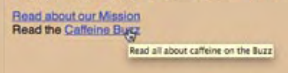 Read about our Mission
Read the Caffeine Buzz
Read all about caffeine on the Buzz